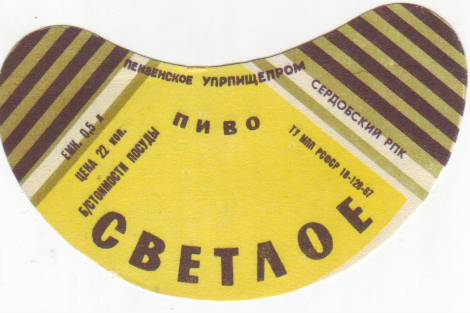 ПЕНЗЕНСКОЕ УПРПИЩЕПРОМ
СЕРДОБСКИЙ РПК
ПИВО
ЕМК. 0,5 л
ЦЕНА 22 коп.
Б/СТОИМОСТИ ПОСУДЫ
ТУ МПП РСФСР 18-128-67
СВЕТЛОЕ